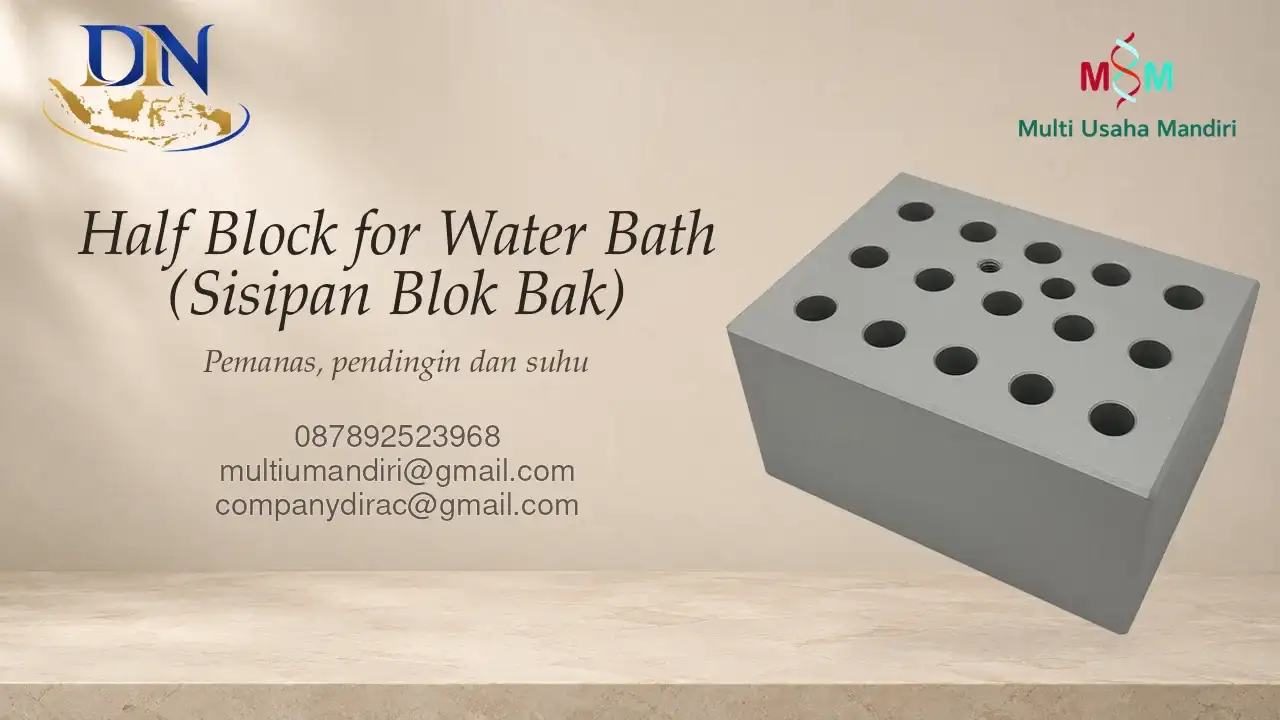 DN
MSM
Multi Usaha Mandiri
Half Block for Water Bath
(Sisipan Blok Bak)
Pemanas, pendingin dan suhu
087892523968
multiumandiri@gmail.com
companydirac@gmail.com